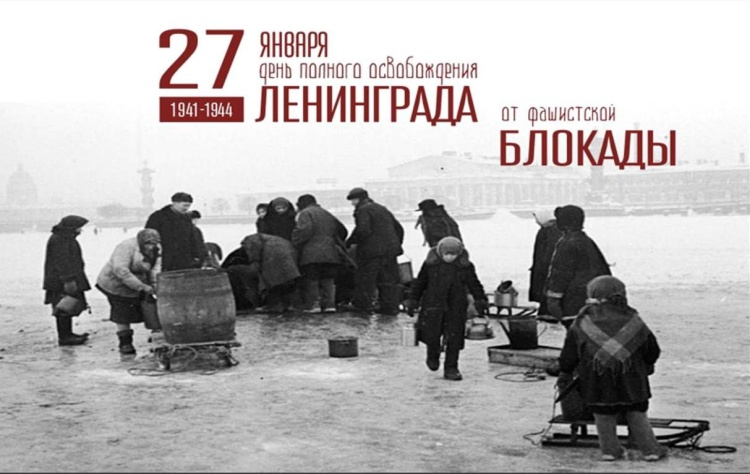 27
ЯНВАРЯ
день полного освобождения
1941-1944
ЛЕНИНГРАДА
от фашистской
БЛОКАДЫ